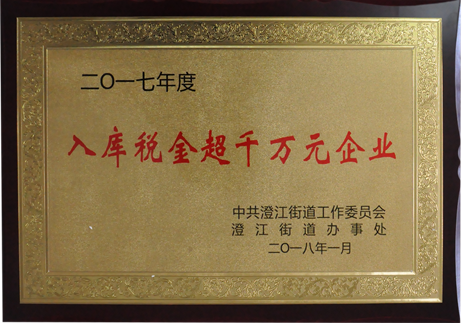 二〇一七年度
入库税金超千万元企业
中共澄江街道工作委员会
澄江街道办事处
二〇一八年一月